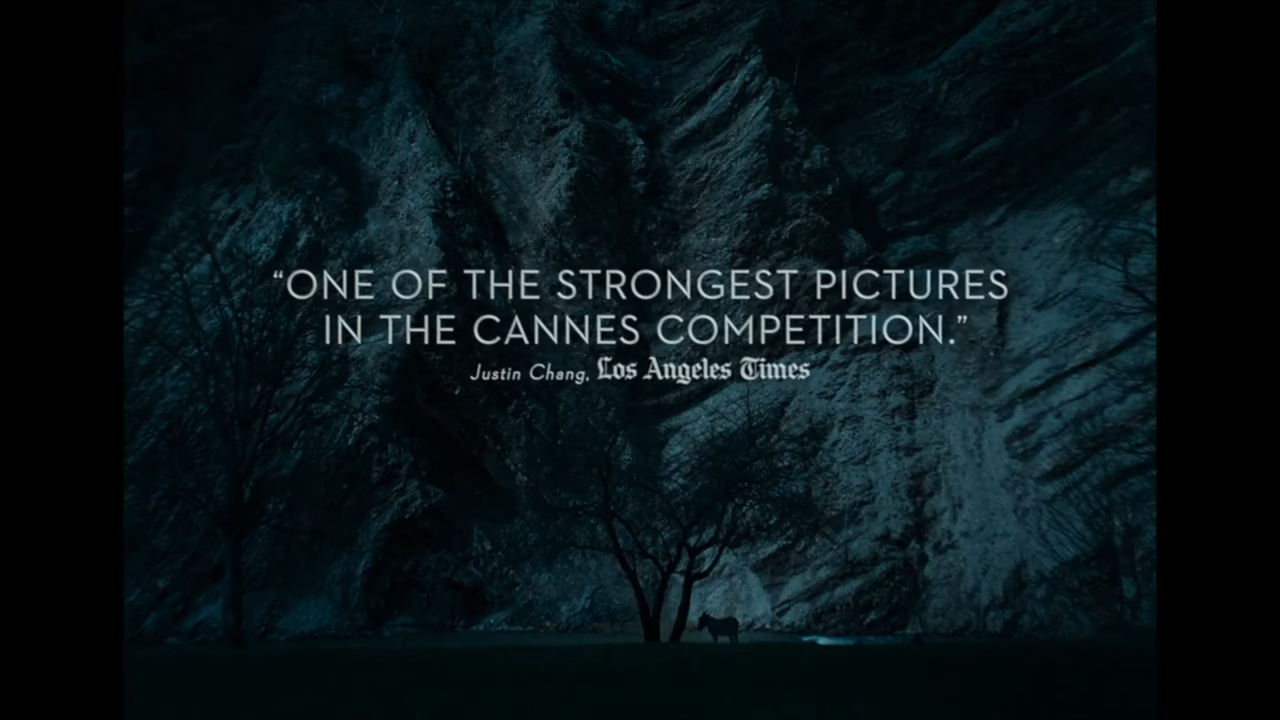 “ONE OF THE STRONGEST PICTURES
IN THE CANNES COMPETITION.”
Justin Chang, Los Angeles Times